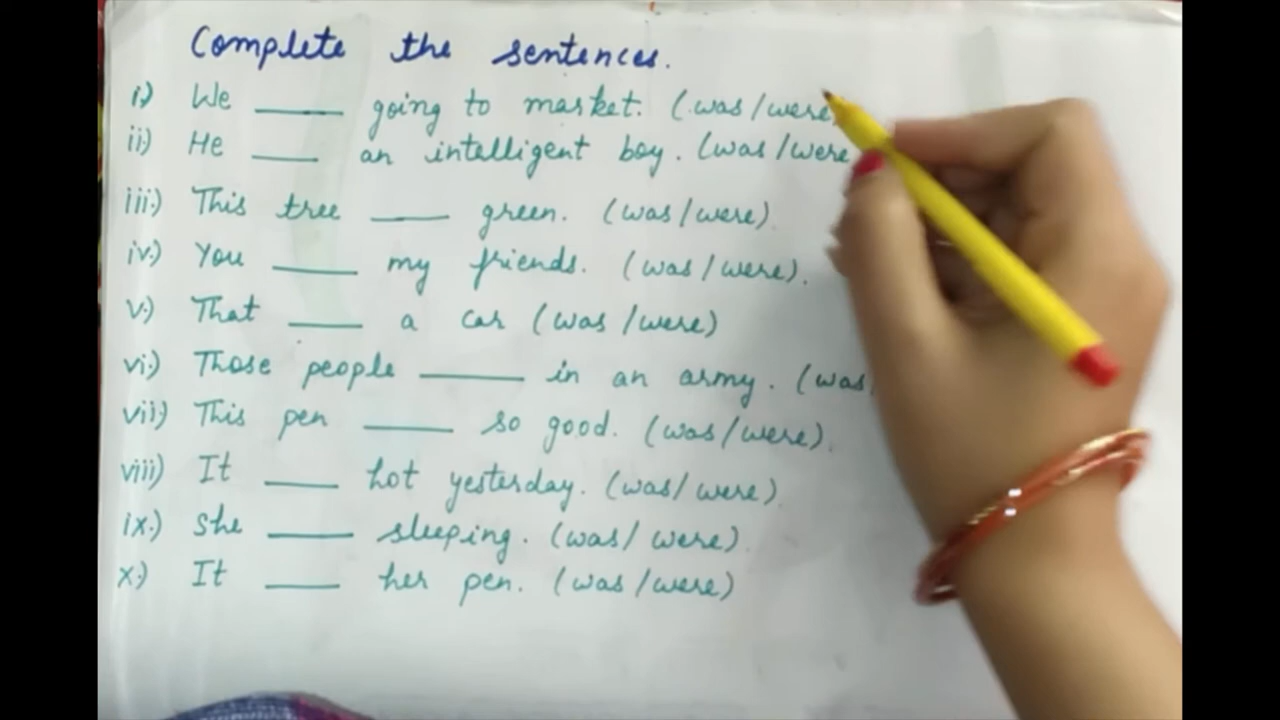 Complete the sentences.
i) We ____ going to market. (was/were
ii) He ____ an intelligent boy. (was/were
iii.) This tree ____ green. (was/were).
iv.) You ____ my friends. (was/were).
v.) That ____ a car (was/were)
vi.) Those people ____ in an army. (was
vii.) This pen ____ so good. (was/were).
viii) It ____ hot yesterday. (was/were).
ix.) She ____ sleeping. (was/were).
x.) It ____ her pen. (was/were)